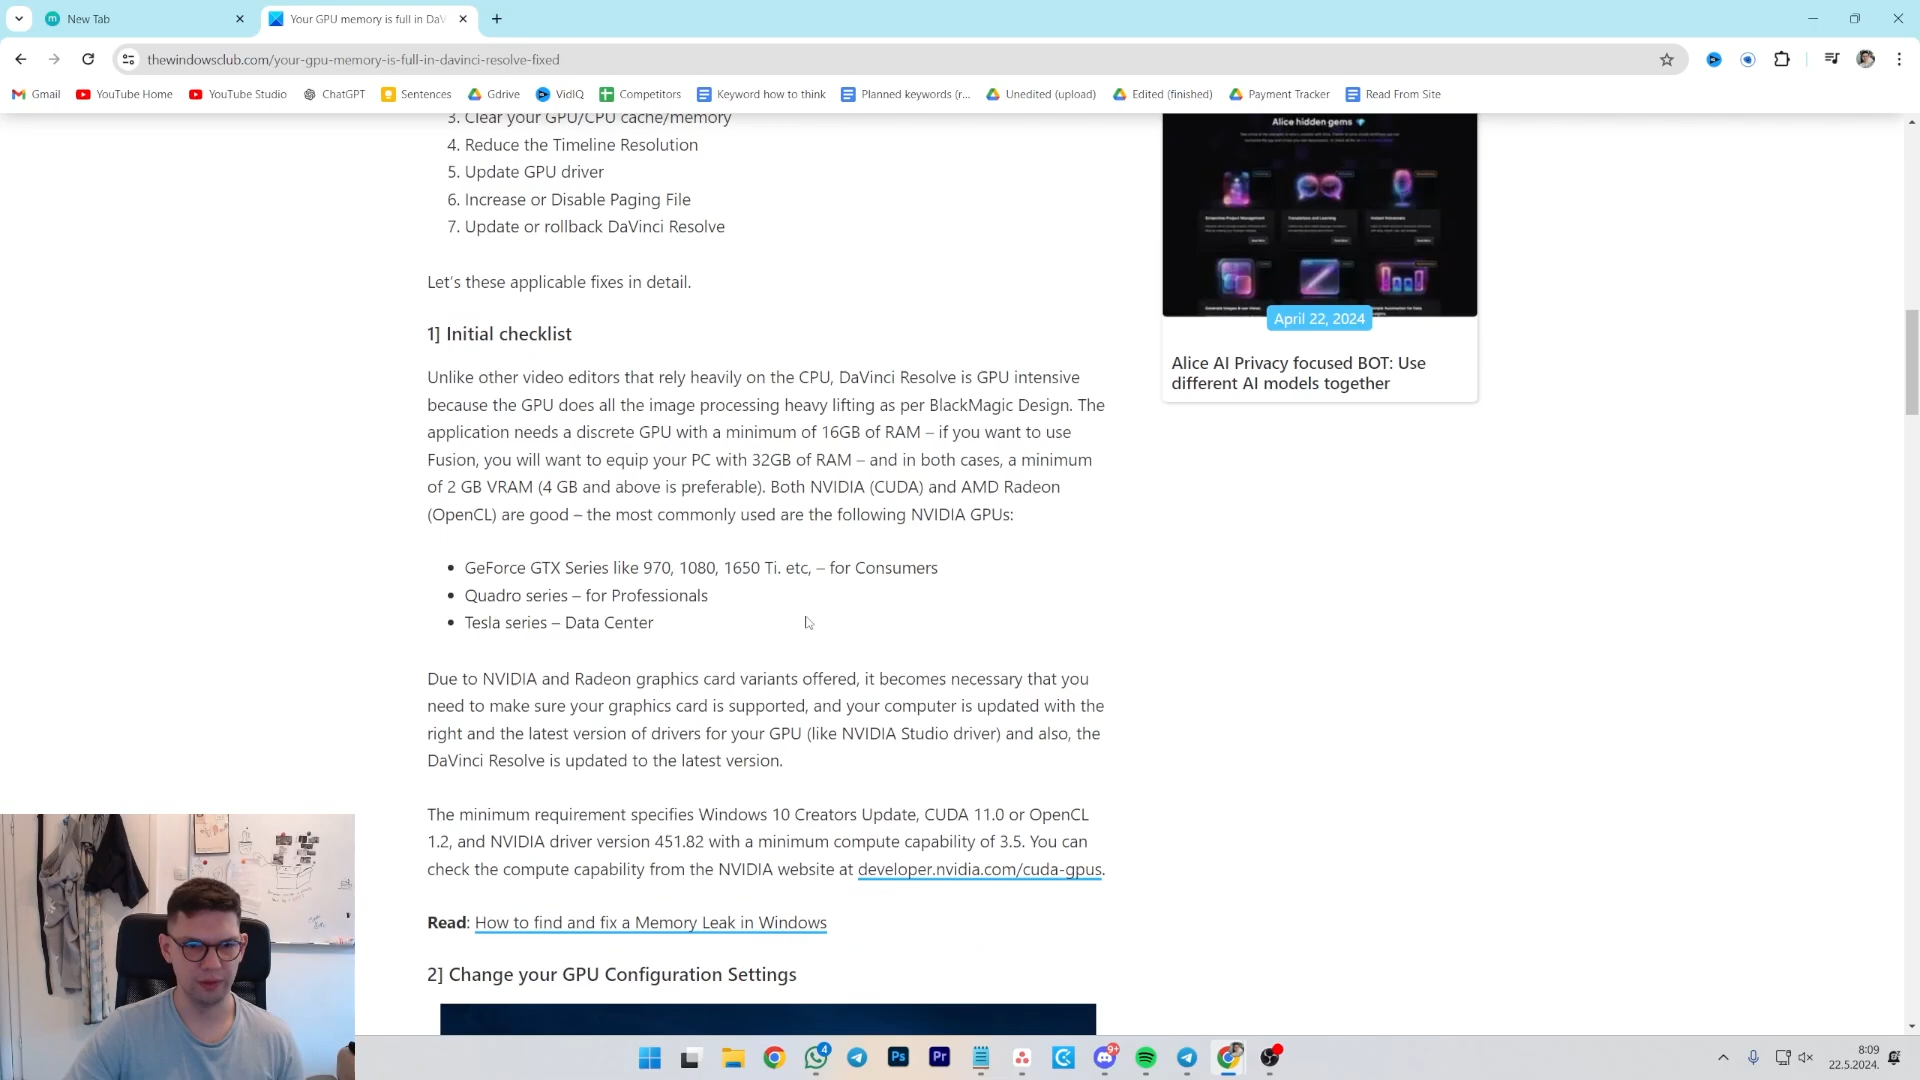 New Tab
Your GPU memory is full in DaV
thewindowsclub.com/your-gpu-memory-is-full-in-davinci-resolve-fixed
Gmail
YouTube Home
YouTube Studio
ChatGPT
Sentences
Gdrive
VidIQ
Competitors
Keyword how to think
Planned keywords (r...
Unedited (upload)
Edited (finished)
Payment Tracker
Read From Site
3. Clear your GPU/CPU cache/memory
4. Reduce the Timeline Resolution
5. Update GPU driver
6. Increase or Disable Paging File
7. Update or rollback DaVinci Resolve
Let's these applicable fixes in detail.
1] Initial checklist
Unlike other video editors that rely heavily on the CPU, DaVinci Resolve is GPU intensive
because the GPU does all the image processing heavy lifting as per BlackMagic Design. The
application needs a discrete GPU with a minimum of 16GB of RAM – if you want to use
Fusion, you will want to equip your PC with 32GB of RAM – and in both cases, a minimum
of 2 GB VRAM (4 GB and above is preferable). Both NVIDIA (CUDA) and AMD Radeon
(OpenCL) are good – the most commonly used are the following NVIDIA GPUs:
• GeForce GTX Series like 970, 1080, 1650 Ti. etc, – for Consumers
• Quadro series – for Professionals
• Tesla series – Data Center
Due to NVIDIA and Radeon graphics card variants offered, it becomes necessary that you
need to make sure your graphics card is supported, and your computer is updated with the
right and the latest version of drivers for your GPU (like NVIDIA Studio driver) and also, the
DaVinci Resolve is updated to the latest version.
The minimum requirement specifies Windows 10 Creators Update, CUDA 11.0 or OpenCL
1.2, and NVIDIA driver version 451.82 with a minimum compute capability of 3.5. You can
check the compute capability from the NVIDIA website at developer.nvidia.com/cuda-gpus.
Read: How to find and fix a Memory Leak in Windows
2] Change your GPU Configuration Settings
Alice hidden gems
April 22, 2024
Alice AI Privacy focused BOT: Use
different AI models together
4
Ps
Pr
9+
8:09
22.5.2024.